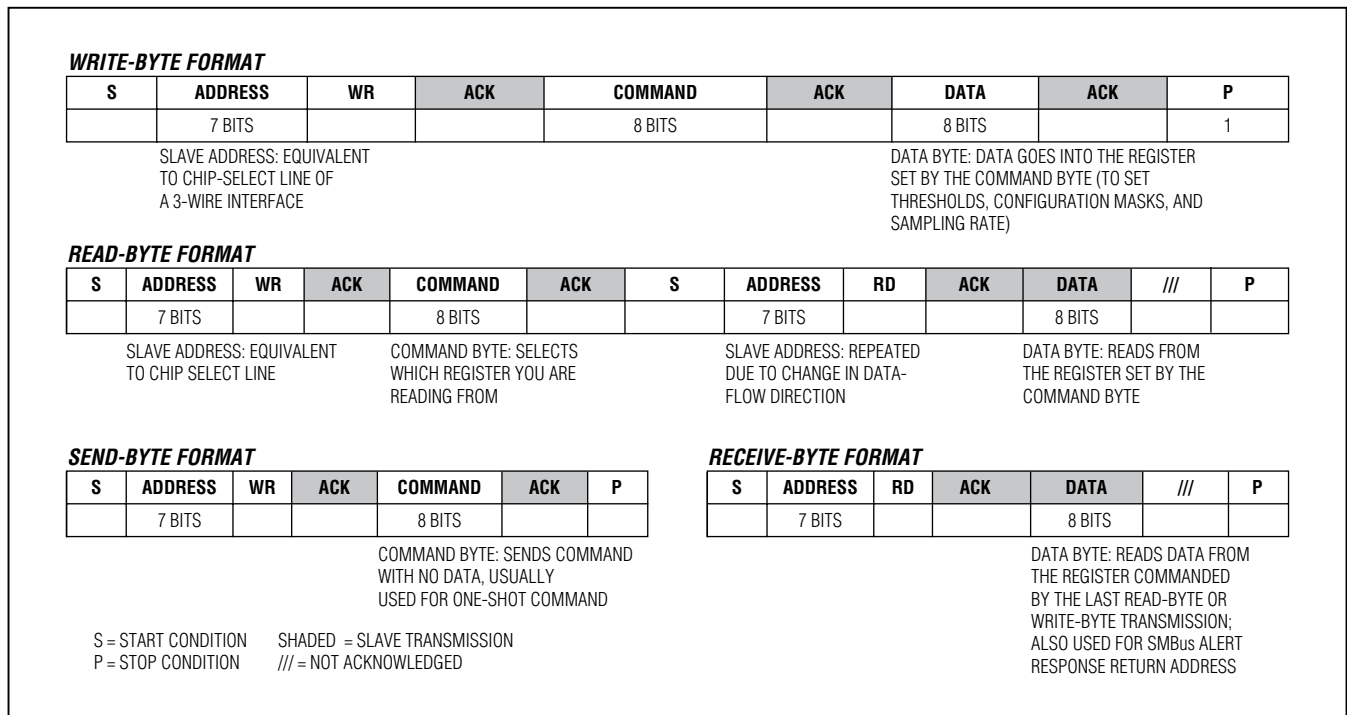 WRITE-BYTE FORMAT
S ADDRESS WR ACK COMMAND ACK DATA ACK P
7 BITS 8 BITS 8 BITS 1
SLAVE ADDRESS: EQUIVALENT
TO CHIP-SELECT LINE OF
A 3-WIRE INTERFACE
DATA BYTE: DATA GOES INTO THE REGISTER
SET BY THE COMMAND BYTE (TO SET
THRESHOLDS, CONFIGURATION MASKS, AND
SAMPLING RATE)
READ-BYTE FORMAT
S ADDRESS WR ACK COMMAND ACK S ADDRESS RD ACK DATA /// P
7 BITS 8 BITS 7 BITS 8 BITS
SLAVE ADDRESS: EQUIVALENT
TO CHIP SELECT LINE
COMMAND BYTE: SELECTS
WHICH REGISTER YOU ARE
READING FROM
SLAVE ADDRESS: REPEATED
DUE TO CHANGE IN DATA-
FLOW DIRECTION
DATA BYTE: READS FROM
THE REGISTER SET BY THE
COMMAND BYTE
SEND-BYTE FORMAT
S ADDRESS WR ACK COMMAND ACK P
7 BITS 8 BITS
COMMAND BYTE: SENDS COMMAND
WITH NO DATA, USUALLY
USED FOR ONE-SHOT COMMAND
RECEIVE-BYTE FORMAT
S ADDRESS RD ACK DATA /// P
7 BITS 8 BITS
DATA BYTE: READS DATA FROM
THE REGISTER COMMANDED
BY THE LAST READ-BYTE OR
WRITE-BYTE TRANSMISSION;
ALSO USED FOR SMBus ALERT
RESPONSE RETURN ADDRESS
S = START CONDITION SHADED = SLAVE TRANSMISSION
P = STOP CONDITION /// = NOT ACKNOWLEDGED